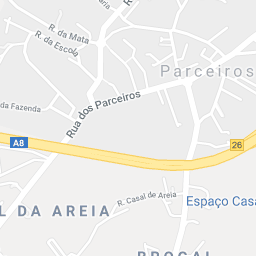 R. da Mata
R. da Escola
Parceiros
da Fazenda
Rua dos Parceiros
A8
26
R. Casal de Areia
Espaço Casa
L DA AREIA
BROGAL